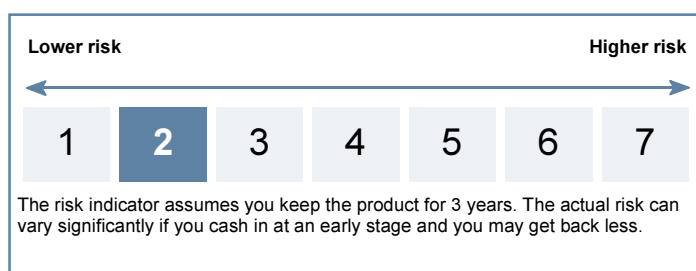 Lower risk Higher risk
1 2 3 4 5 6 7
The risk indicator assumes you keep the product for 3 years. The actual risk can
vary significantly if you cash in at an early stage and you may get back less.